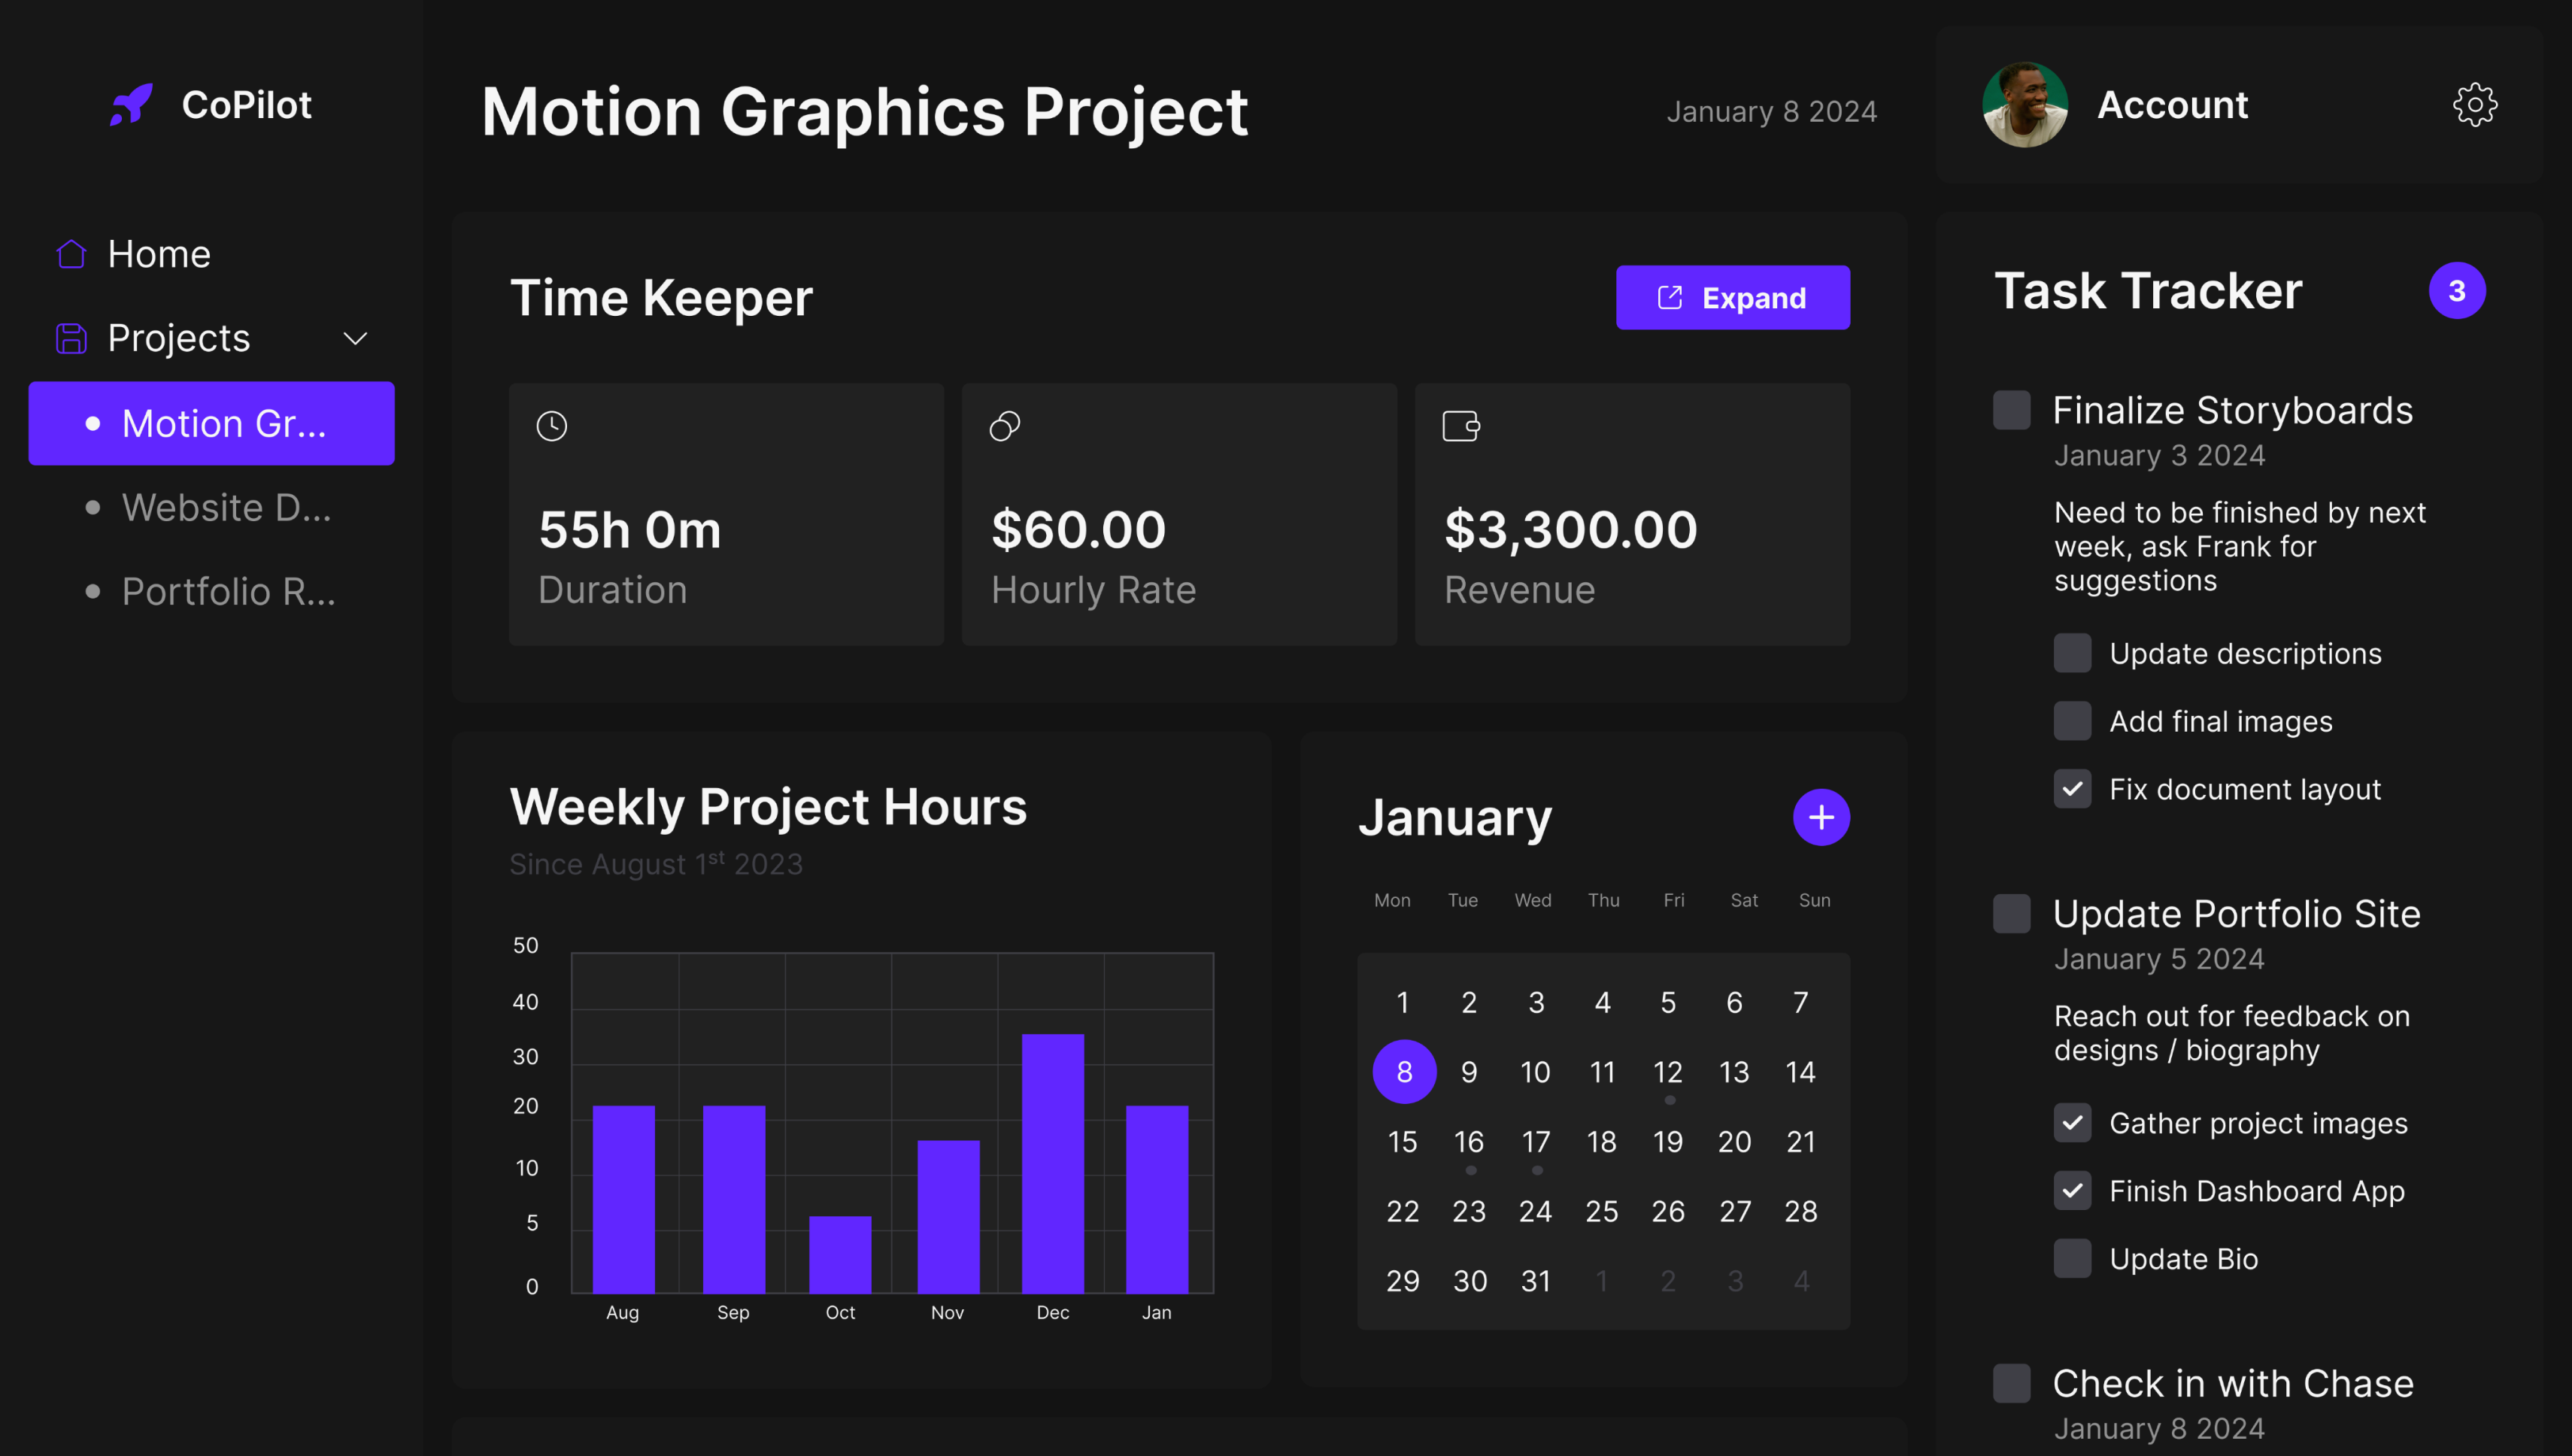 CoPilot
Home
Projects
Motion Gr...
Website D...
Portfolio R...
Motion Graphics Project
January 8 2024
Time Keeper
Expand
55h 0m
Duration
$60.00
Hourly Rate
$3,300.00
Revenue
Weekly Project Hours
Since August 1st 2023
50
40
30
20
10
5
0
Aug Sep Oct Nov Dec Jan
January
Mon Tue Wed Thu Fri Sat Sun
1 2 3 4 5 6 7
8 9 10 11 12 13 14
15 16 17 18 19 20 21
22 23 24 25 26 27 28
29 30 31 1 2 3 4
Account
Task Tracker
3
Finalize Storyboards
January 3 2024
Need to be finished by next
week, ask Frank for
suggestions
Update descriptions
Add final images
Fix document layout
Update Portfolio Site
January 5 2024
Reach out for feedback on
designs / biography
Gather project images
Finish Dashboard App
Update Bio
Check in with Chase
January 8 2024